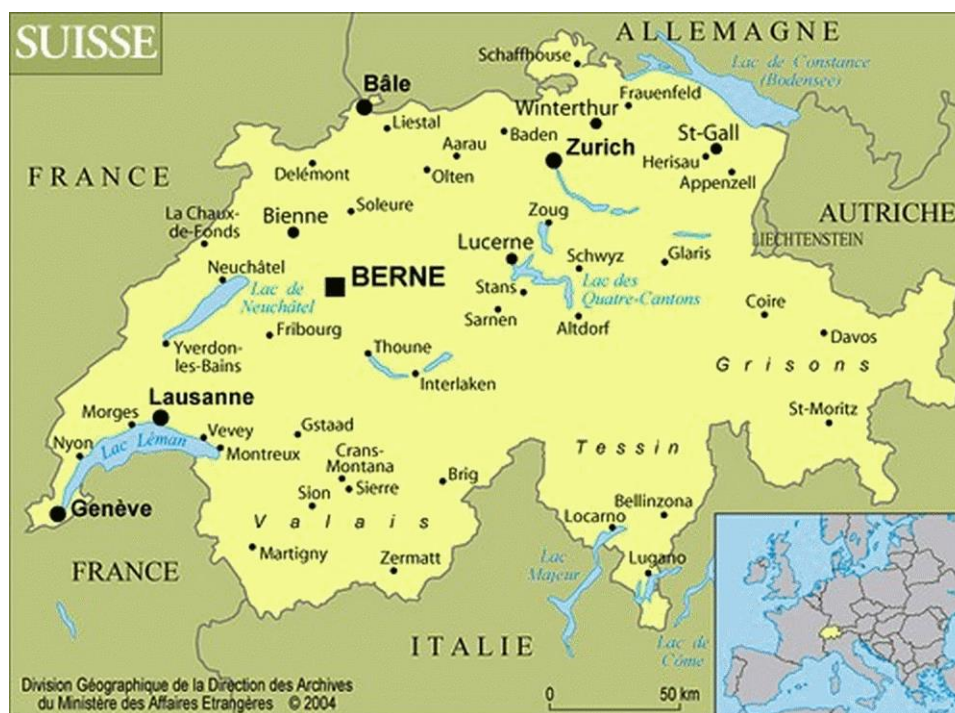 SUISSE
ALLEMAGNE
Schaffhouse
Lac de Constance
(Bodensee)
Bâle
Frauenfeld
Winterthur
Liestal
Baden
St-Gall
Aarau
Zurich
Herisau
FRANCE
Delémont
Olten
Appenzell
Soleure
La Chaux-
de-Fonds
Bienne
Zoug
AUTRICHE
LIECHTENSTEIN
Lucerne
Schwyz
Glaris
Neuchâtel
BERNE
Lac de
Neuchâtel
Stans
Lac des
Quatre-Cantons
Coire
Sarnen
Altdorf
Fribourg
Davos
Yverdon-
les-Bains
Thoune
Grisons
Interlaken
Lausanne
St-Moritz
Morges
Gstaad
Vevey
Lac Léman
Nyon
Montreux
Crans-
Montana
Tessin
Brig
Sion
Sierre
Bellinzona
Genève
Valais
Locarno
Martigny
Zermatt
Lac
Majeur
Lugano
FRANCE
ITALIE
Lac de
Côme
Division Géographique de la Direction des Archives
du Ministère des Affaires Etrangères © 2004
0 50 km